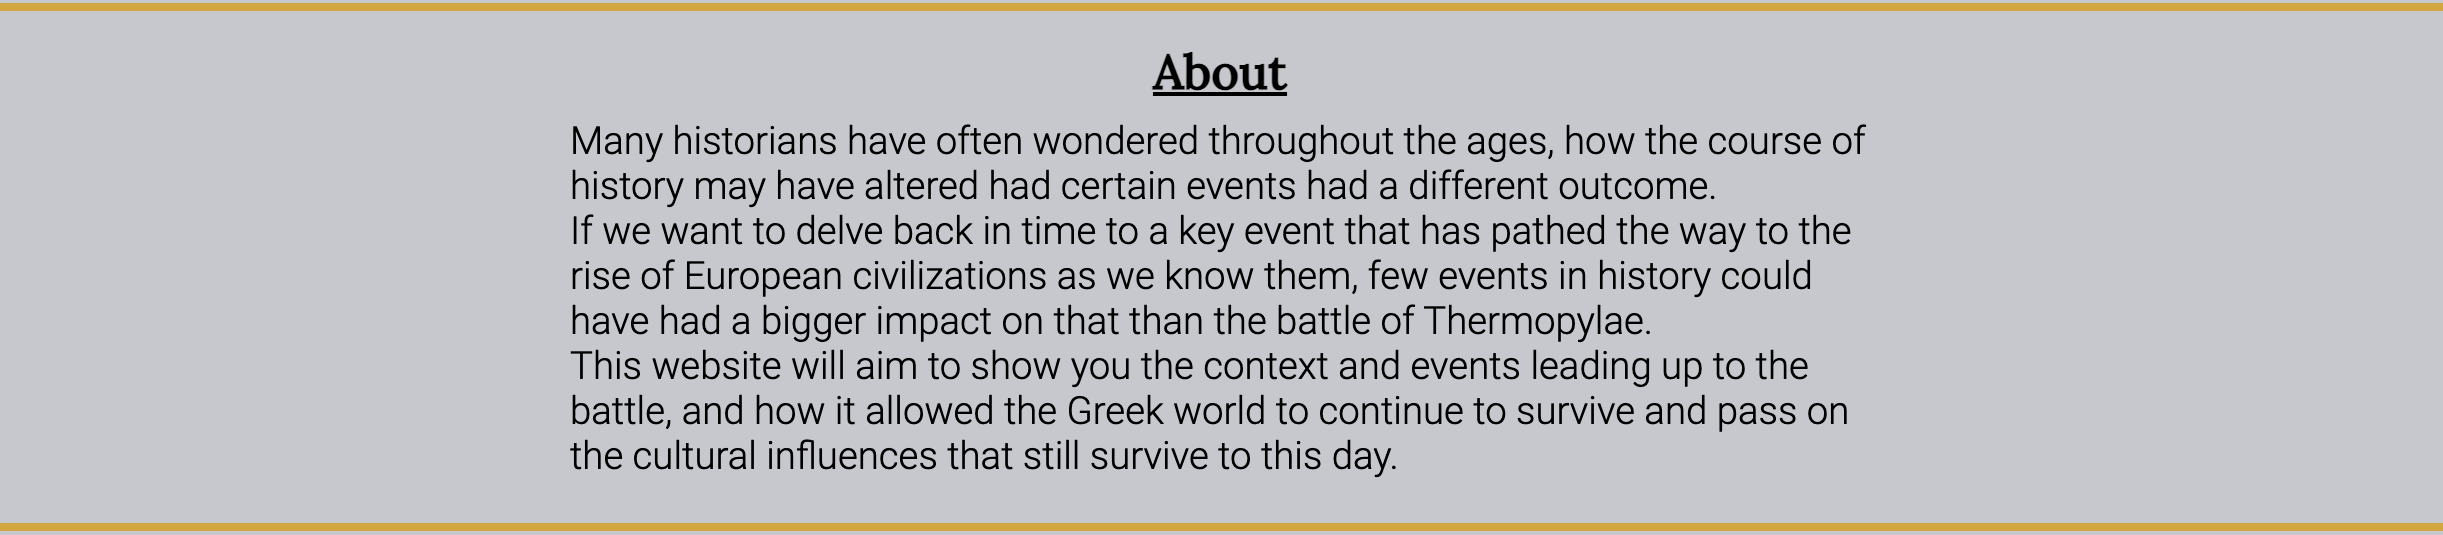 About
Many historians have often wondered throughout the ages, how the course of
history may have altered had certain events had a different outcome.
If we want to delve back in time to a key event that has pathed the way to the
rise of European civilizations as we know them, few events in history could
have had a bigger impact on that than the battle of Thermopylae.
This website will aim to show you the context and events leading up to the
battle, and how it allowed the Greek world to continue to survive and pass on
the cultural influences that still survive to this day.